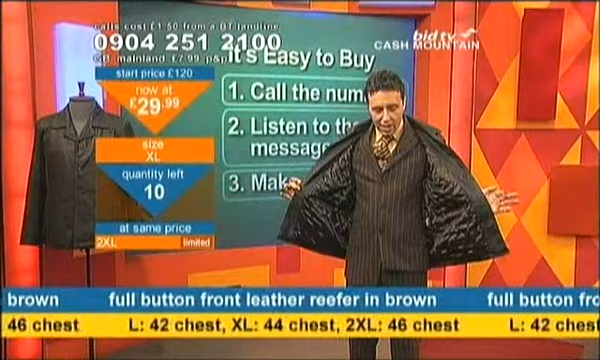 calls cost £1.50 from a BT landline
0904 251 2100
GB mainland £7.99 p&p
bid tv
CASH MOUNTAIN
It's Easy to Buy
start price £120
now at
£29.99
1. Call the num
size
XL
2. Listen to th
message
quantity left
10
3. Mak
at same price
2XL limited
brown full button front leather reefer in brown full button fro
46 chest L: 42 chest, XL: 44 chest, 2XL: 46 chest L: 42 chest